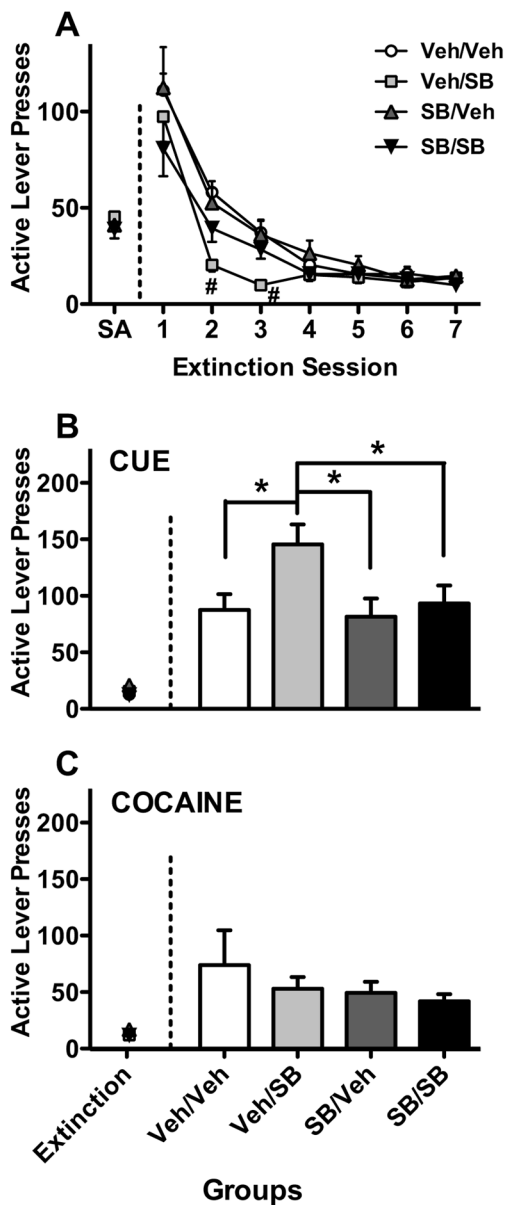 A
Veh/Veh
Veh/SB
SB/Veh
SB/SB
Active Lever Presses
100
50
0
# #
SA 1 2 3 4 5 6 7
Extinction Session
B
CUE
Active Lever Presses
200
150
100
50
0
* * *
C
COCAINE
Active Lever Presses
200
150
100
50
0
Extinction Veh/Veh Veh/SB SB/Veh SB/SB
Groups